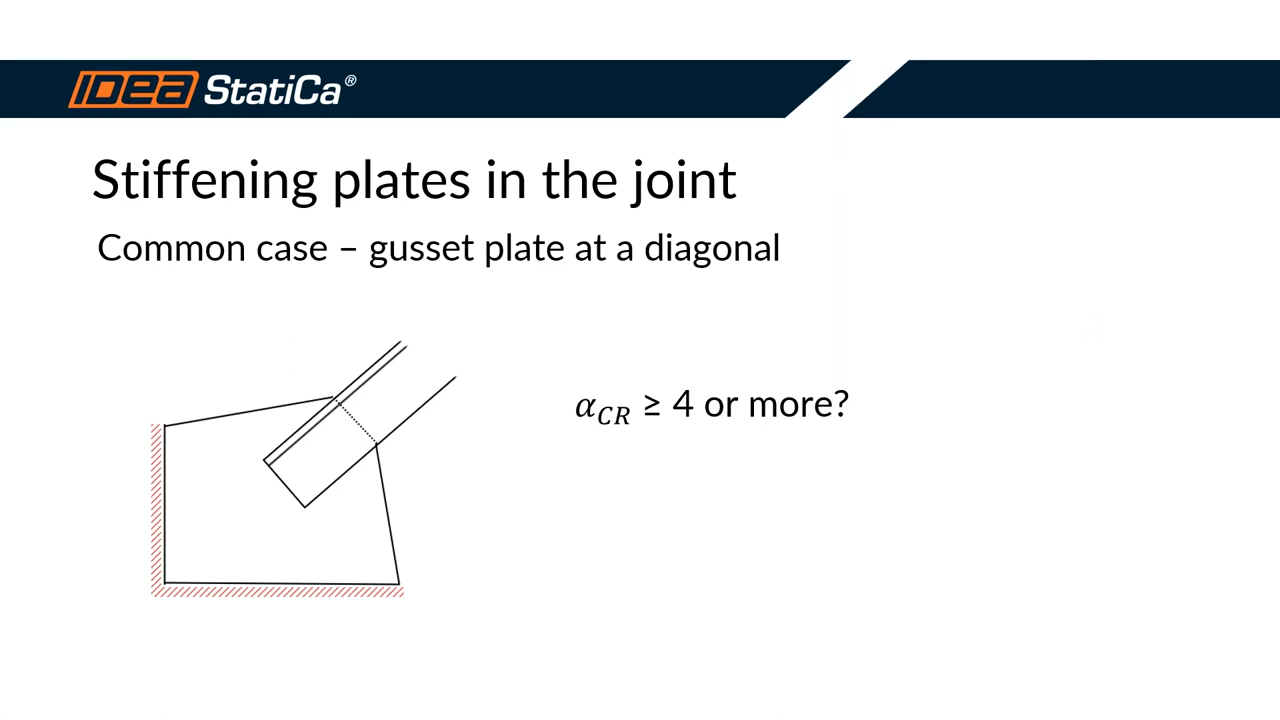 IDEA StatiCa®
Stiffening plates in the joint
Common case – gusset plate at a diagonal
α_CR ≥ 4 or more?